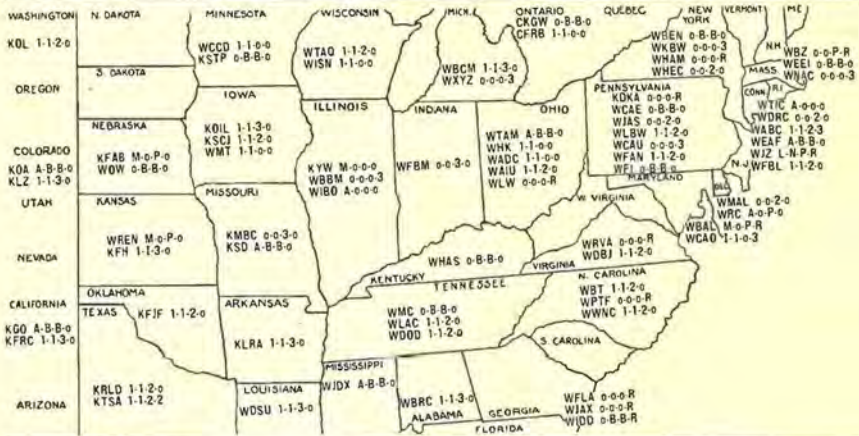 WASHINGTON
KOL 1-1-2-0
OREGON
COLORADO
KOA A-B-B-0
KLZ 1-1-3-0
UTAH
NEVADA
CALIFORNIA
KGO A-B-B-0
KFRC 1-1-3-0
ARIZONA
N. DAKOTA
S. DAKOTA
NEBRASKA
KFAB M-0-P-0
WOW 0-B-B-0
KANSAS
WREN M-0-P-0
KFH 1-1-3-0
OKLAHOMA
KFJF 1-1-2-0
TEXAS
KRLD 1-1-2-0
KTSA 1-1-2-2
MINNESOTA
WCCD 1-1-0-0
KSTP 0-B-B-0
IOWA
KOIL 1-1-3-0
KSCJ 1-1-2-0
WMT 1-1-0-0
MISSOURI
KMBC 0-0-3-0
KSD A-B-B-0
ARKANSAS
KLRA 1-1-3-0
LOUISIANA
WDSU 1-1-3-0
WISCONSIN
WTAQ 1-1-2-0
WISN 1-1-0-0
ILLINOIS
KYW M-0-0-0
WBBM 0-0-0-3
WIBO A-0-0-0
MICH.
WBCM 1-1-3-0
WXYZ 0-0-0-3
INDIANA
WFBM 0-0-3-0
OHIO
WTAM A-B-B-0
WHK 1-1-0-0
WADC 1-1-0-0
WAIU 1-1-2-0
WLW 0-0-0-R
KENTUCKY
WHAS 0-B-B-0
TENNESSEE
WMC 0-B-B-0
WLAC 1-1-2-0
WDOD 1-1-2-0
MISSISSIPPI
WJDX A-B-B-0
WBRC 1-1-3-0
ALABAMA
GEORGIA
FLORIDA
WFLA 0-0-0-R
WJAX 0-0-0-R
WIOD 0-B-B-R
ONTARIO
CKGW 0-B-B-0
CFRB 1-1-0-0
QUEBEC
NEW YORK
WBEN 0-B-B-0
WKBW 0-0-0-3
WHAM 0-0-0-R
WHEC 0-0-2-0
PENNSYLVANIA
KDKA 0-0-0-R
WCAE 0-B-B-0
WJAS 0-0-2-0
WLBW 1-1-2-0
WCAU 0-0-0-3
WFAN 1-1-2-0
WFI 0-B-B-0
MARYLAND
W. VIRGINIA
WRVA 0-0-0-R
WDBJ 1-1-2-0
VIRGINIA
N. CAROLINA
WBT 1-1-2-0
WPTF 0-0-0-R
WWNC 1-1-2-0
S. CAROLINA
VERMONT
ME
N.H.
MASS.
CONN.
R.I.
WBZ 0-0-P-R
WEEI 0-B-B-0
WNAC 0-0-0-3
WTIC A-0-0-0
WDRC 0-0-2-0
WABC 1-1-2-3
WEAF A-B-B-0
WJZ L-N-P-R
WFBL 1-1-2-0
N.J.
DEL.
WMAL 0-0-2-0
WRC A-0-P-0
WBAL M-0-P-R
WCAO 1-1-0-3